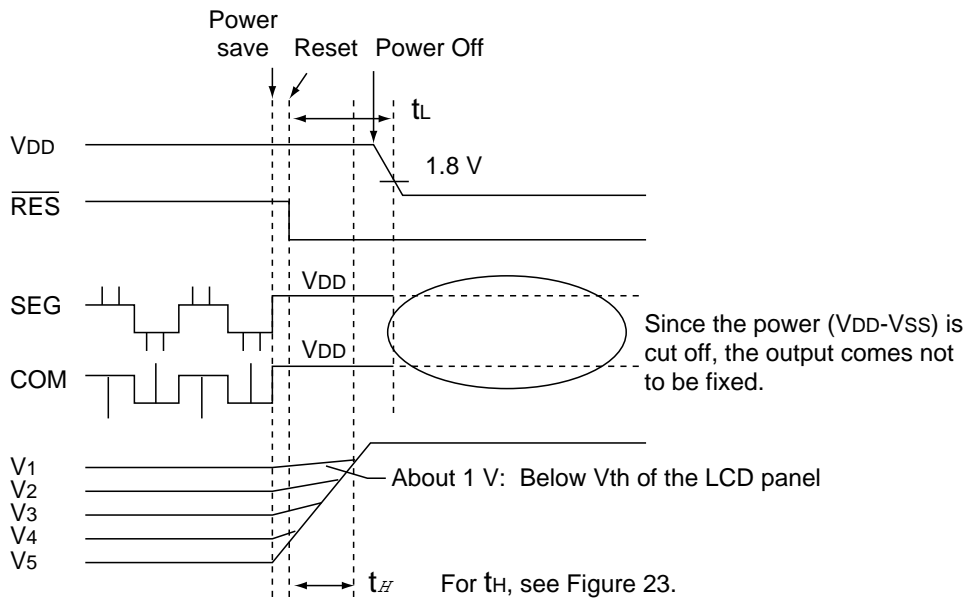 Power
save
Reset
Power Off
tL
VDD
1.8 V
RES
VDD
SEG
Since the power (VDD-VSS) is
cut off, the output comes not
to be fixed.
VDD
COM
V1
About 1 V: Below Vth of the LCD panel
V2
V3
V4
V5
tH
For tH, see Figure 23.